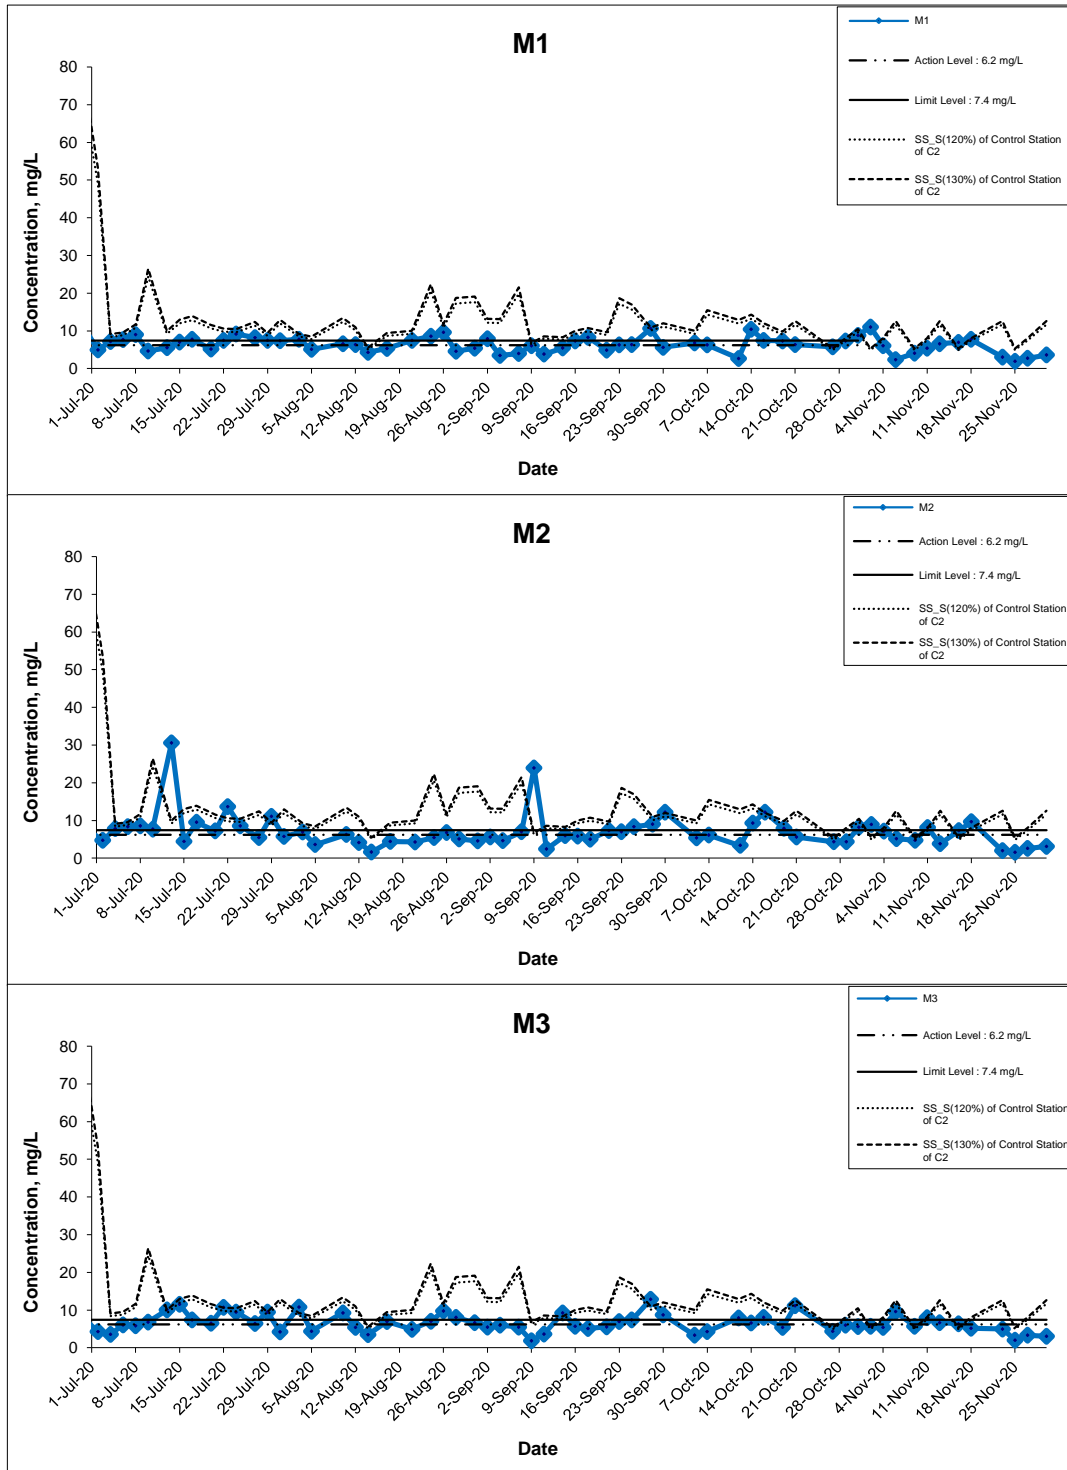 M1
M1
Action Level : 6.2 mg/L
Limit Level : 7.4 mg/L
SS_S(120%) of Control Station
of C2
SS_S(130%) of Control Station
of C2
Concentration, mg/L
80
70
60
50
40
30
20
10
0
1-Jul-20
8-Jul-20
15-Jul-20
22-Jul-20
29-Jul-20
5-Aug-20
12-Aug-20
19-Aug-20
26-Aug-20
2-Sep-20
9-Sep-20
16-Sep-20
23-Sep-20
30-Sep-20
7-Oct-20
14-Oct-20
21-Oct-20
28-Oct-20
4-Nov-20
11-Nov-20
18-Nov-20
25-Nov-20
Date
M2
M2
Action Level : 6.2 mg/L
Limit Level : 7.4 mg/L
SS_S(120%) of Control Station
of C2
SS_S(130%) of Control Station
of C2
Concentration, mg/L
80
70
60
50
40
30
20
10
0
1-Jul-20
8-Jul-20
15-Jul-20
22-Jul-20
29-Jul-20
5-Aug-20
12-Aug-20
19-Aug-20
26-Aug-20
2-Sep-20
9-Sep-20
16-Sep-20
23-Sep-20
30-Sep-20
7-Oct-20
14-Oct-20
21-Oct-20
28-Oct-20
4-Nov-20
11-Nov-20
18-Nov-20
25-Nov-20
Date
M3
M3
Action Level : 6.2 mg/L
Limit Level : 7.4 mg/L
SS_S(120%) of Control Station
of C2
SS_S(130%) of Control Station
of C2
Concentration, mg/L
80
70
60
50
40
30
20
10
0
1-Jul-20
8-Jul-20
15-Jul-20
22-Jul-20
29-Jul-20
5-Aug-20
12-Aug-20
19-Aug-20
26-Aug-20
2-Sep-20
9-Sep-20
16-Sep-20
23-Sep-20
30-Sep-20
7-Oct-20
14-Oct-20
21-Oct-20
28-Oct-20
4-Nov-20
11-Nov-20
18-Nov-20
25-Nov-20
Date